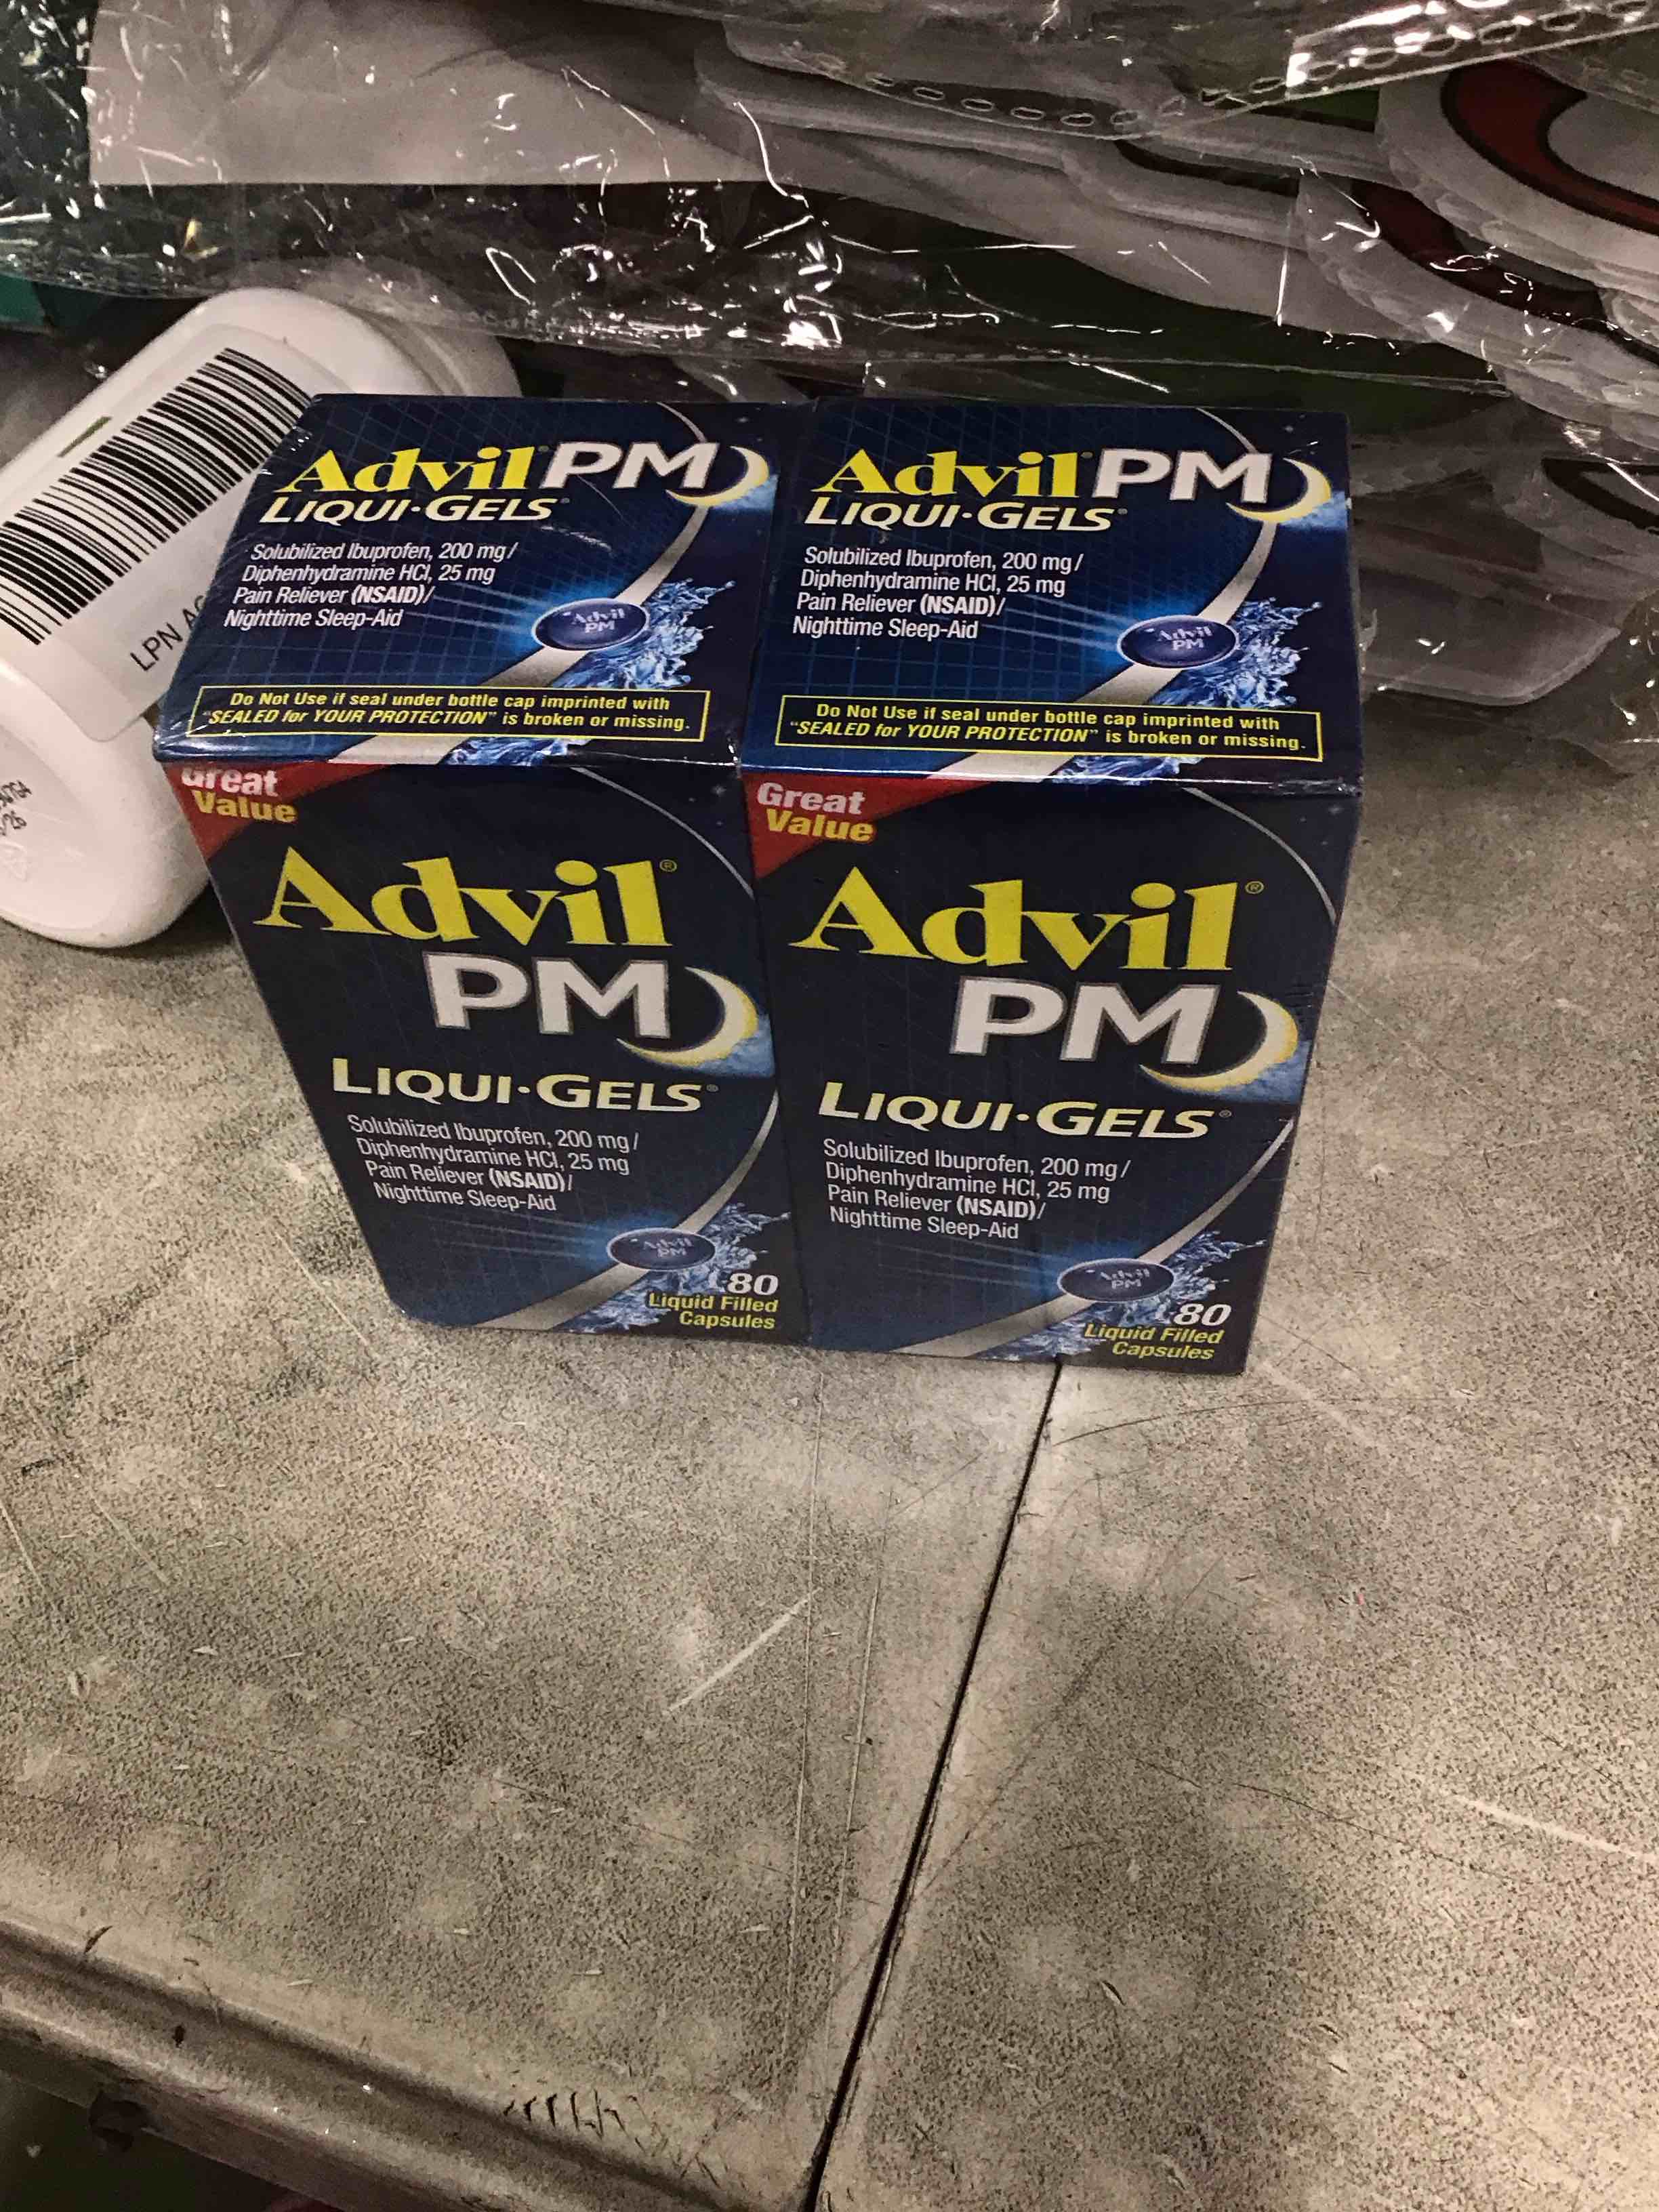 Advil® PM
LIQUI·GELS®
Solubilized Ibuprofen, 200 mg/
Diphenhydramine HCl, 25 mg
Pain Reliever (NSAID)/
Nighttime Sleep-Aid
Advil PM
Do Not Use if seal under bottle cap imprinted with
"SEALED for YOUR PROTECTION" is broken or missing.
Advil® PM
LIQUI·GELS®
Solubilized Ibuprofen, 200 mg/
Diphenhydramine HCl, 25 mg
Pain Reliever (NSAID)/
Nighttime Sleep-Aid
Advil
PM
Do Not Use if seal under bottle cap imprinted with
"SEALED for YOUR PROTECTION" is broken or missing.
Great
Value
Advil®
PM
LIQUI·GELS®
Solubilized Ibuprofen, 200 mg/
Diphenhydramine HCl, 25 mg
Pain Reliever (NSAID)/
Nighttime Sleep-Aid
Advil
PM
80
Liquid Filled
Capsules
Great
Value
Advil®
PM
LIQUI·GELS®
Solubilized Ibuprofen, 200 mg/
Diphenhydramine HCl, 25 mg
Pain Reliever (NSAID)/
Nighttime Sleep-Aid
Advil
PM
80
Liquid Filled
Capsules
LPN